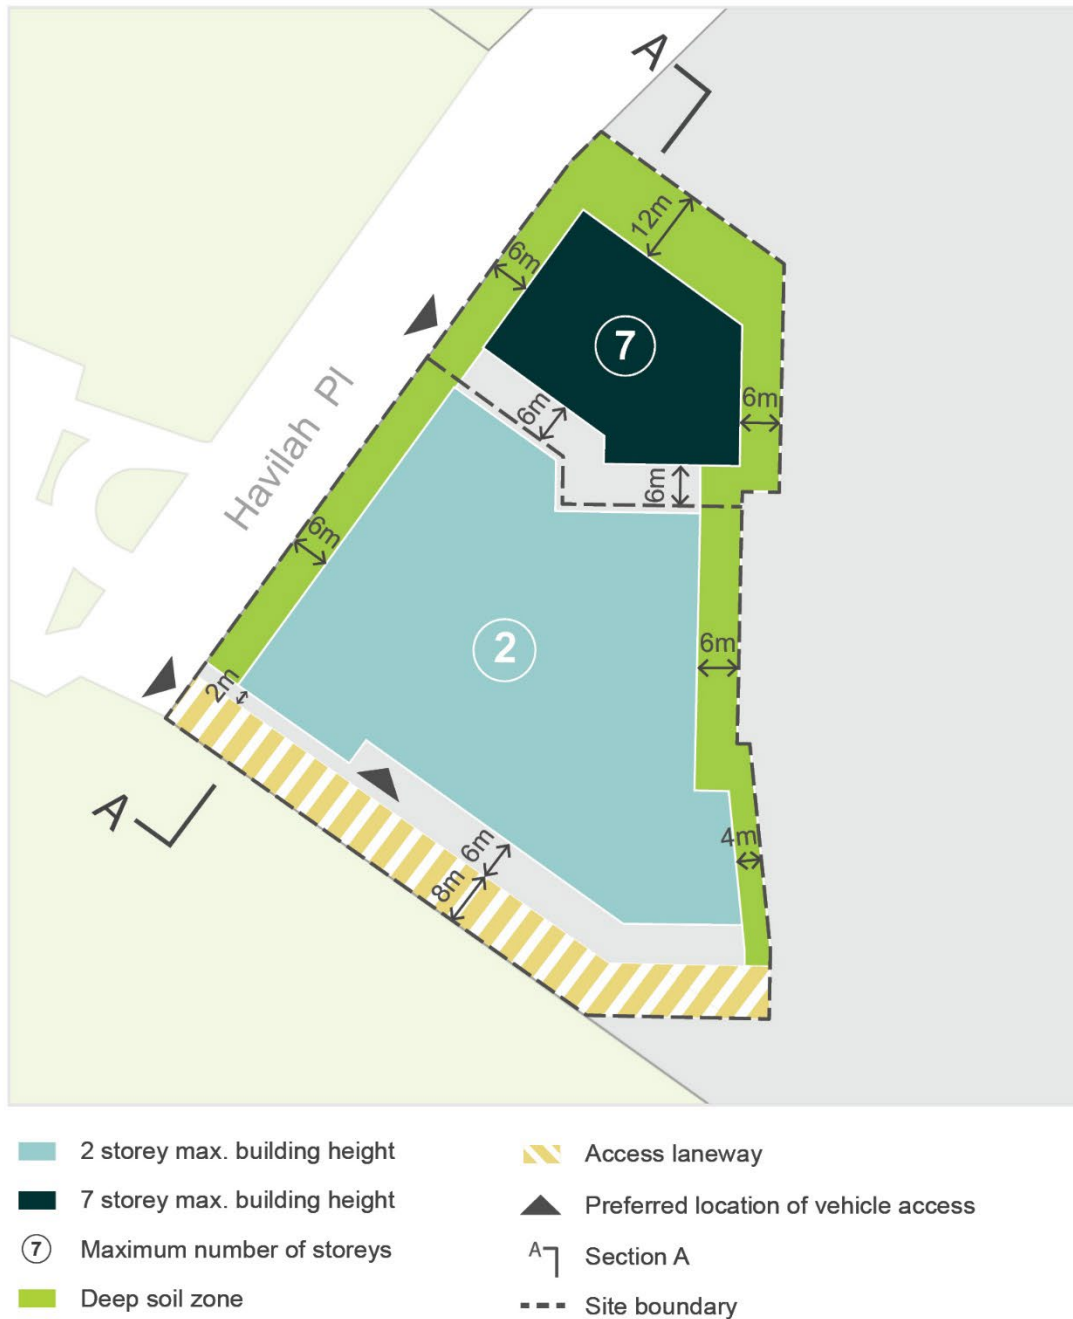 A
12m
6m
7
6m
6m
6m
Havilah Pl
6m
2
6m
2m
A
4m
6m
8m
2 storey max. building height
7 storey max. building height
7 Maximum number of storeys
Deep soil zone
Access laneway
Preferred location of vehicle access
A Section A
Site boundary